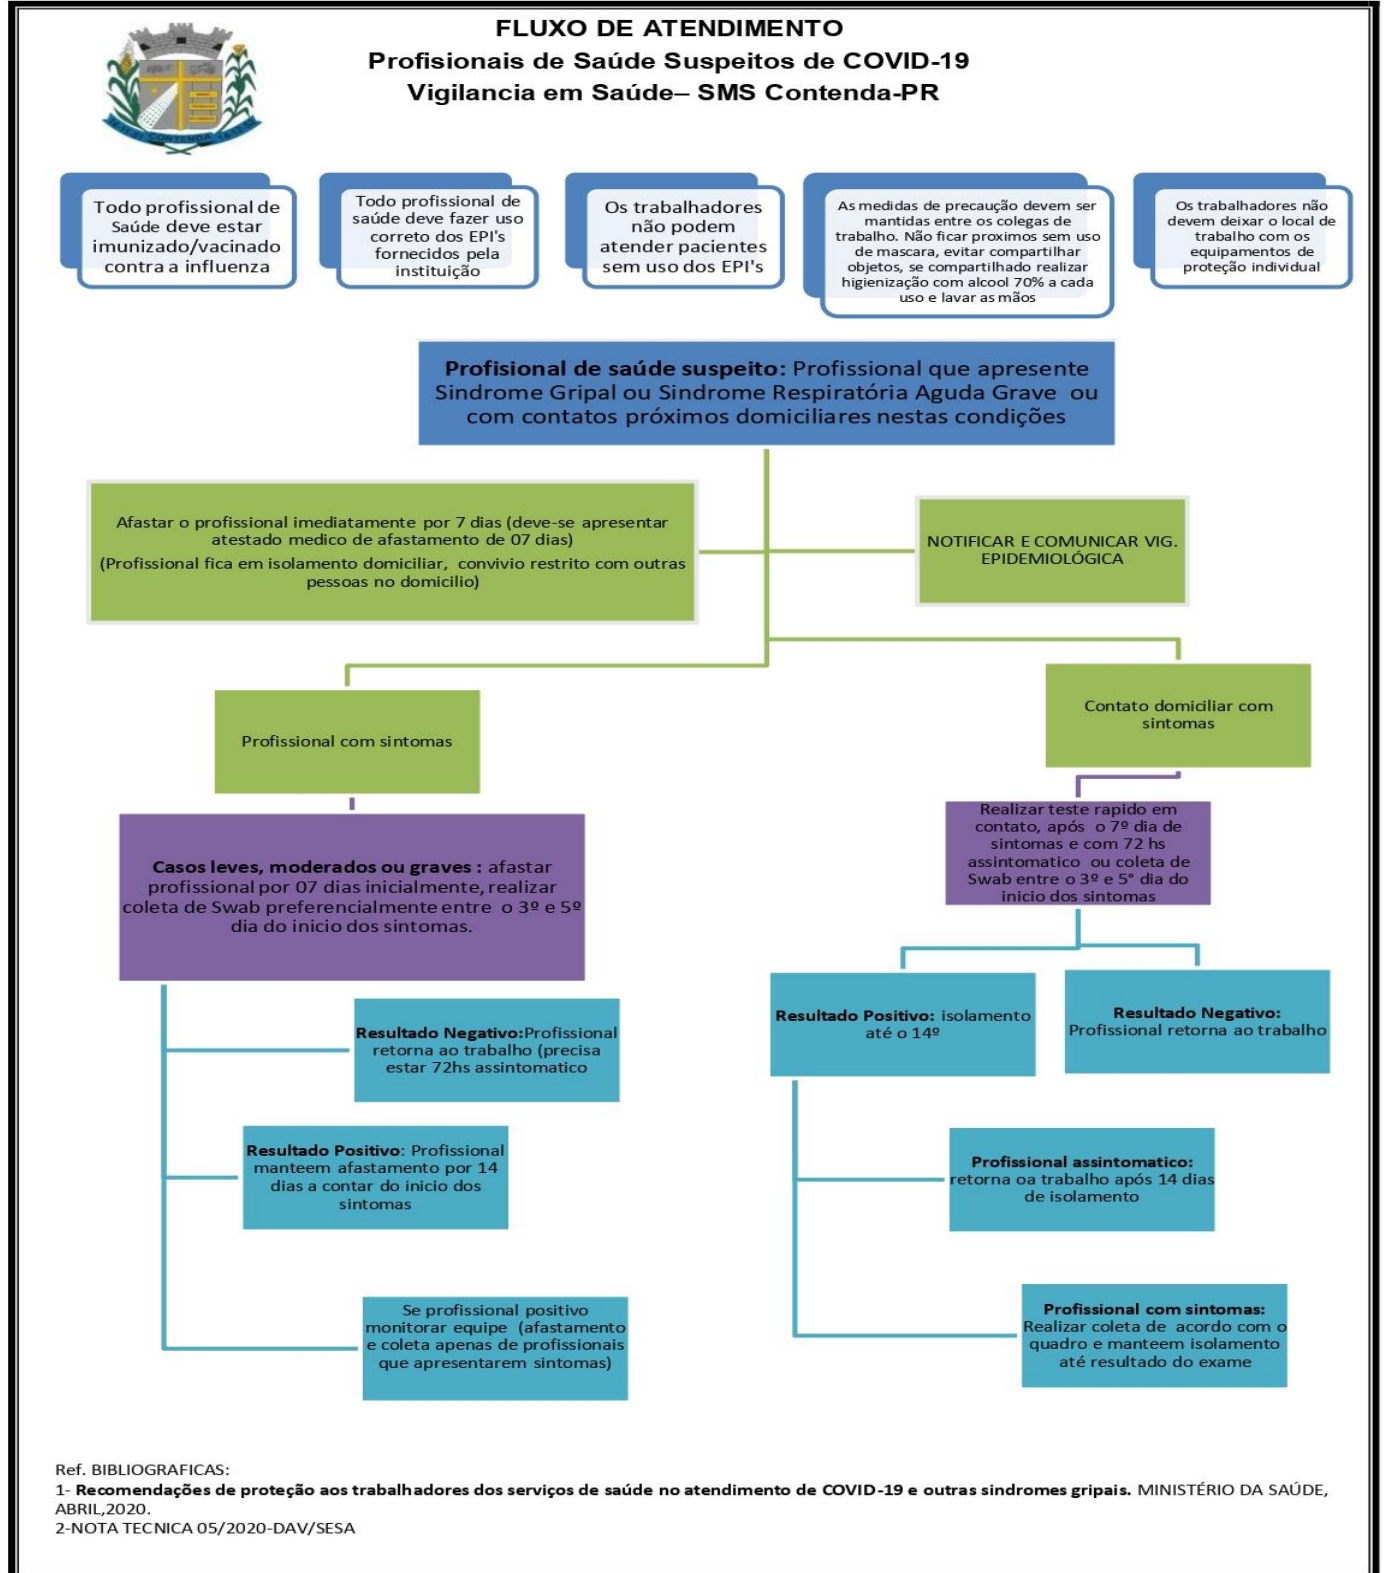 FLUXO DE ATENDIMENTO
Profisionais de Saúde Suspeitos de COVID-19
Vigilancia em Saúde– SMS Contenda-PR
CONTENDA
Todo profissional de
Saúde deve estar
imunizado/vacinado
contra a influenza
Todo profissional de
saúde deve fazer uso
correto dos EPI's
fornecidos pela
instituição
Os trabalhadores
não podem
atender pacientes
sem uso dos EPI's
As medidas de precaução devem ser
mantidas entre os colegas de
trabalho. Não ficar proximos sem uso
de mascara, evitar compartilhar
objetos, se compartilhado realizar
higienização com alcool 70% a cada
uso e lavar as mãos
Os trabalhadores não
devem deixar o local de
trabalho com os
equipamentos de
proteção individual
Profisional de saúde suspeito: Profissional que apresente
Sindrome Gripal ou Sindrome Respiratória Aguda Grave ou
com contatos próximos domiciliares nestas condições
Afastar o profissional imediatamente por 7 dias (deve-se apresentar
atestado medico de afastamento de 07 dias)
(Profissional fica em isolamento domiciliar, convivio restrito com outras
pessoas no domicilio)
NOTIFICAR E COMUNICAR VIG.
EPIDEMIOLÓGICA
Profissional com sintomas
Contato domiciliar com
sintomas
Casos leves, moderados ou graves : afastar
profissional por 07 dias inicialmente, realizar
coleta de Swab preferencialmente entre o 3º e 5º
dia do inicio dos sintomas.
Realizar teste rapido em
contato, após o 7º dia de
sintomas e com 72 hs
assintomatico ou coleta de
Swab entre o 3º e 5° dia do
inicio dos sintomas
Resultado Negativo:Profissional
retorna ao trabalho (precisa
estar 72hs assintomatico
Resultado Positivo: Profissional
manteem afastamento por 14
dias a contar do inicio dos
sintomas
Se profissional positivo
monitorar equipe (afastamento
e coleta apenas de profissionais
que apresentarem sintomas)
Resultado Positivo: isolamento
até o 14º
Resultado Negativo:
Profissional retorna ao trabalho
Profissional assintomatico:
retorna oa trabalho após 14 dias
de isolamento
Profissional com sintomas:
Realizar coleta de acordo com o
quadro e manteem isolamento
até resultado do exame
Ref. BIBLIOGRAFICAS:
1- Recomendações de proteção aos trabalhadores dos serviços de saúde no atendimento de COVID-19 e outras sindromes gripais. MINISTÉRIO DA SAÚDE,
ABRIL,2020.
2-NOTA TECNICA 05/2020-DAV/SESA